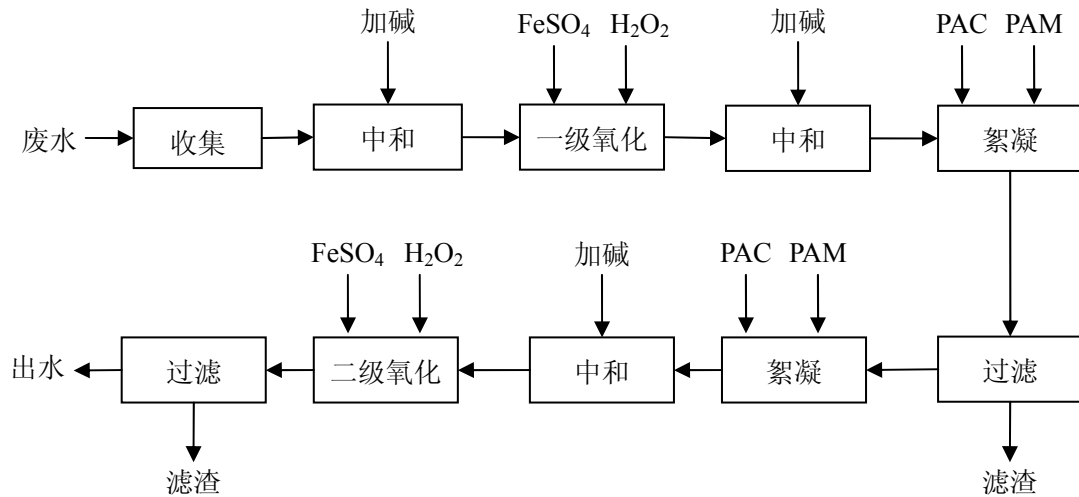 加碱
FeSO₄ H₂O₂
加碱
PAC PAM
废水
收集
中和
一级氧化
中和
絮凝
FeSO₄ H₂O₂
加碱
PAC PAM
出水
过滤
二级氧化
中和
絮凝
过滤
滤渣
滤渣